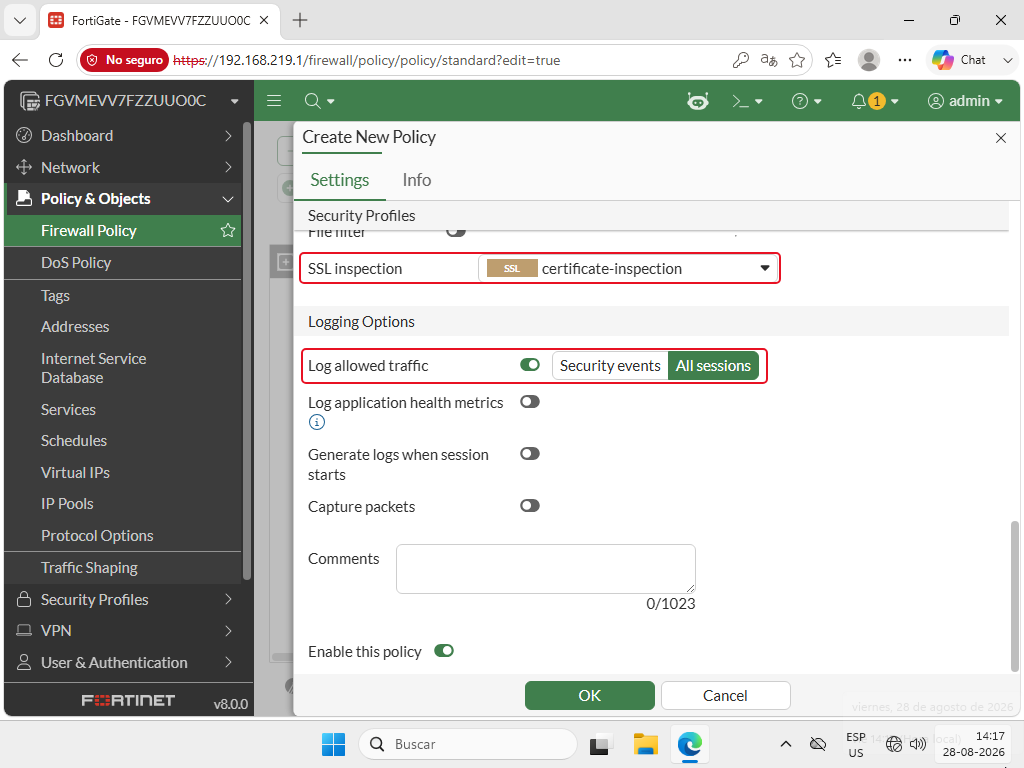 FortiGate - FGVMEVV7FZZUUO0C
No seguro
https://192.168.219.1/firewall/policy/policy/standard?edit=true
Chat
FGVMEVV7FZZUUO0C
1
admin
Dashboard
Network
Policy & Objects
Firewall Policy
DoS Policy
Tags
Addresses
Internet Service
Database
Services
Schedules
Virtual IPs
IP Pools
Protocol Options
Traffic Shaping
Security Profiles
VPN
User & Authentication
FORTINET
v8.0.0
Create New Policy
Settings
Info
Security Profiles
File filter
SSL inspection
SSL
certificate-inspection
Logging Options
Log allowed traffic
Security events
All sessions
Log application health metrics
Generate logs when session
starts
Capture packets
Comments
0/1023
Enable this policy
OK
Cancel
viernes, 28 de agosto de 2026
Buscar
ESP
US
14:17
28-08-2026